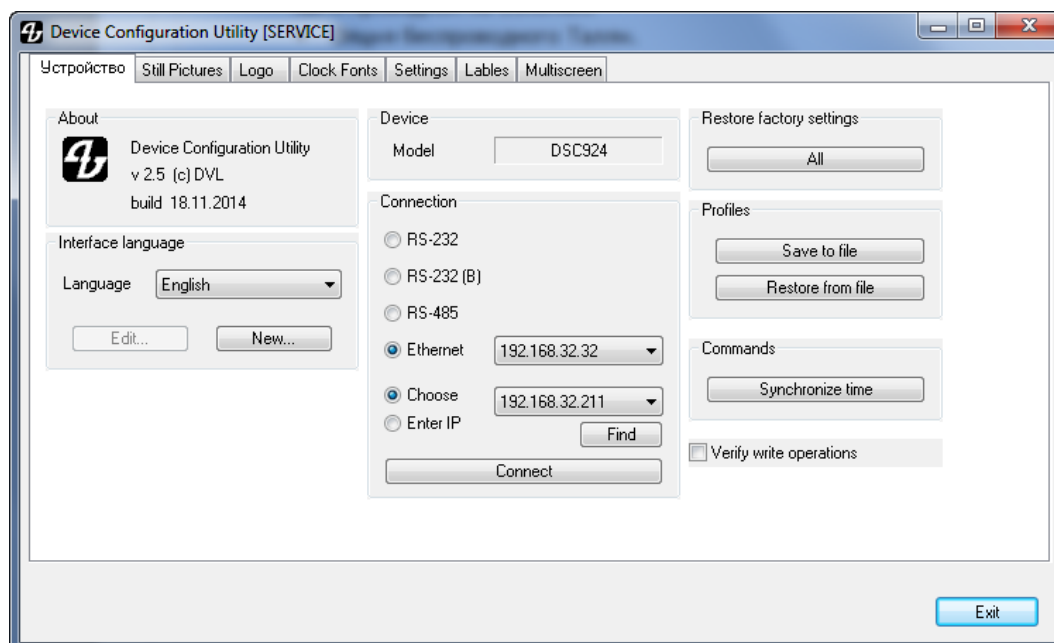 Device Configuration Utility [SERVICE]
Устройство Still Pictures Logo Clock Fonts Settings Lables Multiscreen
About
Device Configuration Utility
v 2.5 (c) DVL
build 18.11.2014
Interface language
Language English
Edit... New...
Device
Model DSC924
Connection
RS-232
RS-232 (B)
RS-485
Ethernet 192.168.32.32
Choose 192.168.32.211
Enter IP
Find
Connect
Restore factory settings
All
Profiles
Save to file
Restore from file
Commands
Synchronize time
Verify write operations
Exit